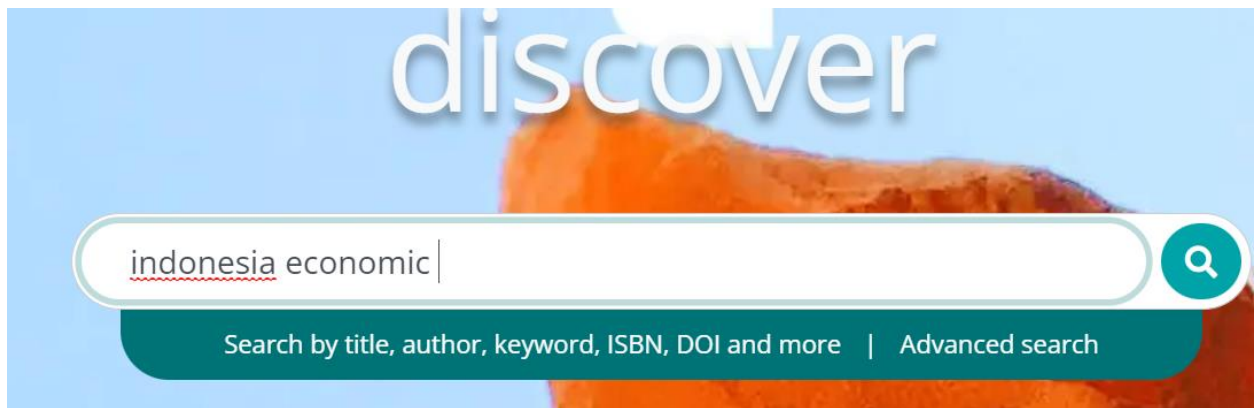 discover
indonesia economic
Search by title, author, keyword, ISBN, DOI and more | Advanced search